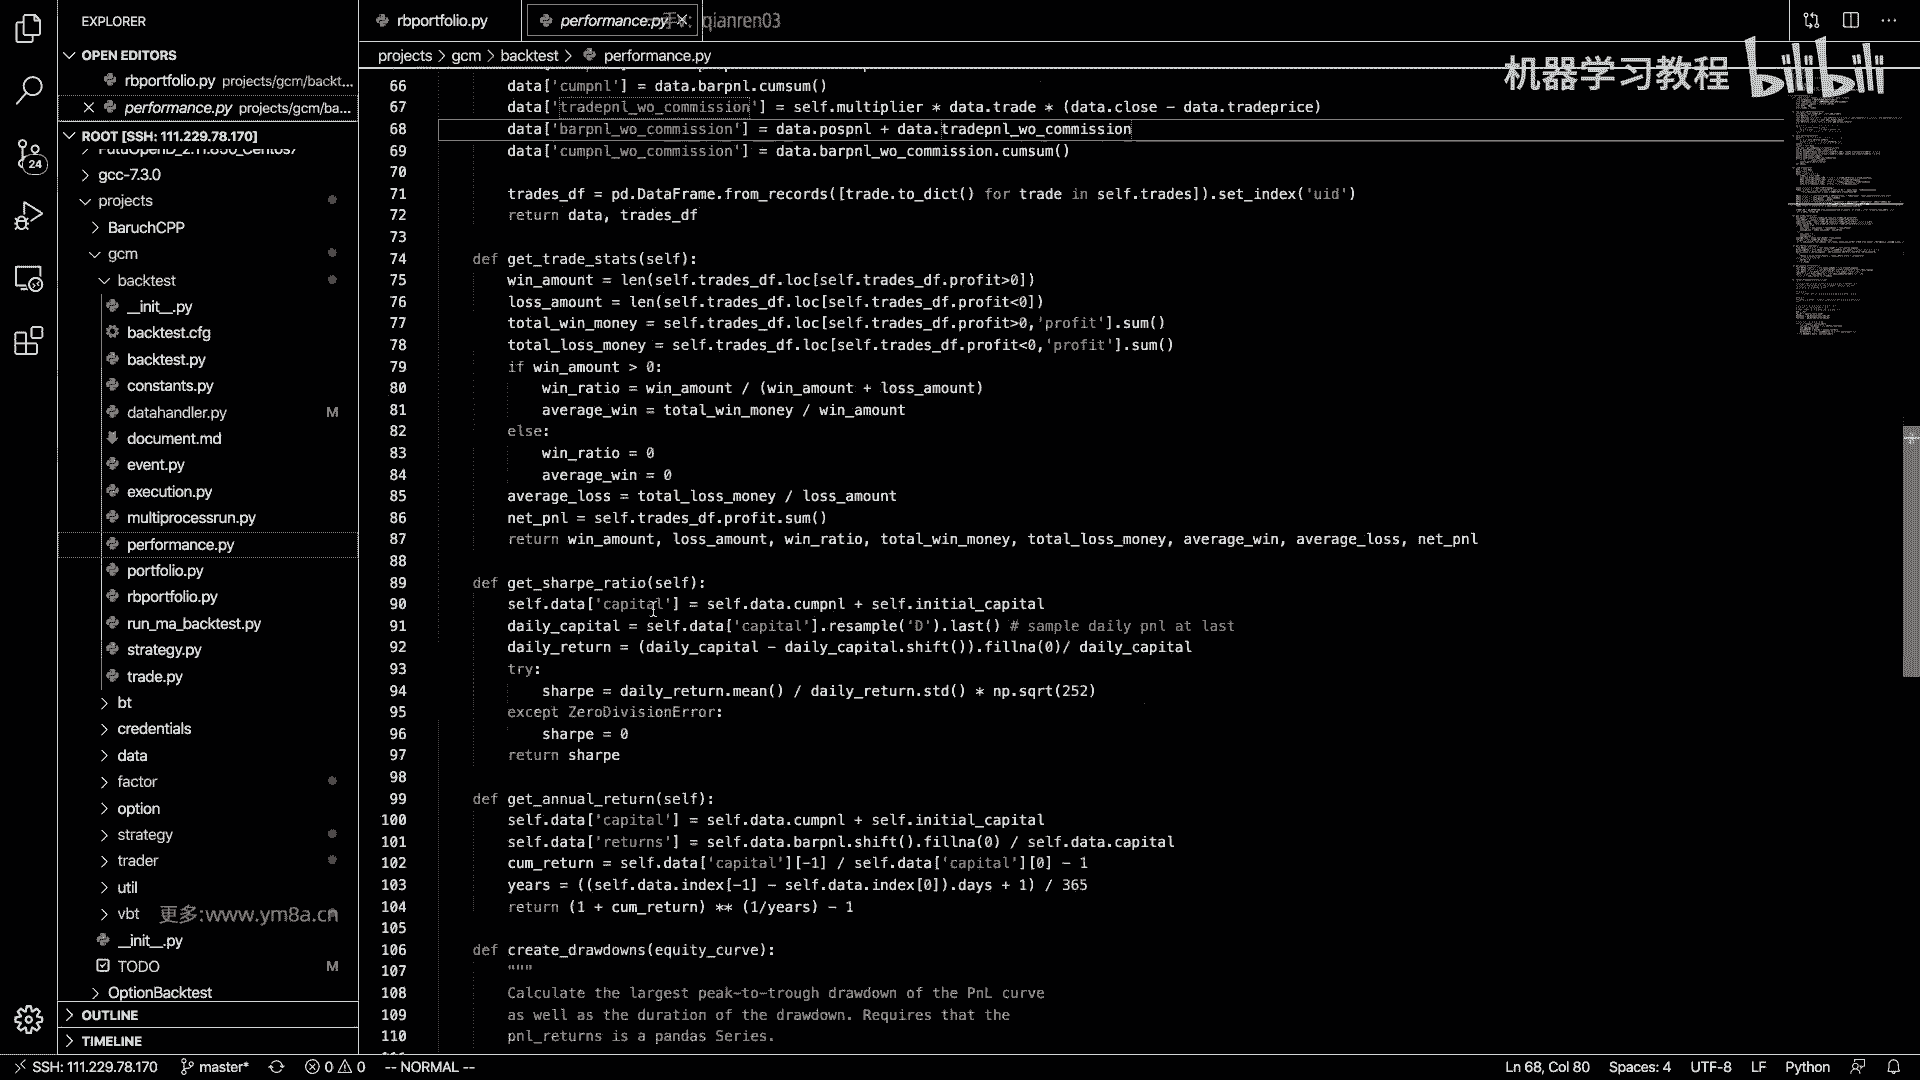 EXPLORER
OPEN EDITORS
rbportfolio.py projects/gcm/backt...
performance.py projects/gcm/ba...
ROOT [SSH: 111.229.78.170]
gcc-7.3.0
projects
BaruchCPP
gcm
backtest
__init__.py
backtest.cfg
backtest.py
constants.py
datahandler.py M
document.md
event.py
execution.py
multiprocessrun.py
performance.py
portfolio.py
rbportfolio.py
run_ma_backtest.py
strategy.py
trade.py
bt
credentials
data
factor
option
strategy
trader
util
vbt
更多:www.ym8a.cn
__init__.py
TODO M
OptionBacktest
OUTLINE
TIMELINE
24
rbportfolio.py
performance.py
qianren03
projects > gcm > backtest > performance.py
机器学习教程 bilibili
66 data['cumpnl'] = data.barpnl.cumsum()
67 data['tradepnl_wo_commission'] = self.multiplier * data.trade * (data.close - data.tradeprice)
68 data['barpnl_wo_commission'] = data.pospnl + data.tradepnl_wo_commission
69 data['cumpnl_wo_commission'] = data.barpnl_wo_commission.cumsum()
70
71 trades_df = pd.DataFrame.from_records([trade.to_dict() for trade in self.trades]).set_index('uid')
72 return data, trades_df
73
74 def get_trade_stats(self):
75 win_amount = len(self.trades_df.loc[self.trades_df.profit>0])
76 loss_amount = len(self.trades_df.loc[self.trades_df.profit<0])
77 total_win_money = self.trades_df.loc[self.trades_df.profit>0,'profit'].sum()
78 total_loss_money = self.trades_df.loc[self.trades_df.profit<0,'profit'].sum()
79 if win_amount > 0:
80 win_ratio = win_amount / (win_amount + loss_amount)
81 average_win = total_win_money / win_amount
82 else:
83 win_ratio = 0
84 average_win = 0
85 average_loss = total_loss_money / loss_amount
86 net_pnl = self.trades_df.profit.sum()
87 return win_amount, loss_amount, win_ratio, total_win_money, total_loss_money, average_win, average_loss, net_pnl
88
89 def get_sharpe_ratio(self):
90 self.data['capital'] = self.data.cumpnl + self.initial_capital
91 daily_capital = self.data['capital'].resample('D').last() # sample daily pnl at last
92 daily_return = (daily_capital - daily_capital.shift()).fillna(0)/ daily_capital
93 try:
94 sharpe = daily_return.mean() / daily_return.std() * np.sqrt(252)
95 except ZeroDivisionError:
96 sharpe = 0
97 return sharpe
98
99 def get_annual_return(self):
100 self.data['capital'] = self.data.cumpnl + self.initial_capital
101 self.data['returns'] = self.data.barpnl.shift().fillna(0) / self.data.capital
102 cum_return = self.data['capital'][-1] / self.data['capital'][0] - 1
103 years = ((self.data.index[-1] - self.data.index[0]).days + 1) / 365
104 return (1 + cum_return) ** (1/years) - 1
105
106 def create_drawdowns(equity_curve):
107 """
108 Calculate the largest peak-to-trough drawdown of the PnL curve
109 as well as the duration of the drawdown. Requires that the
110 pnl_returns is a pandas Series.
SSH: 111.229.78.170 master* 0 0 -- NORMAL --
Ln 68, Col 80 Spaces: 4 UTF-8 LF Python